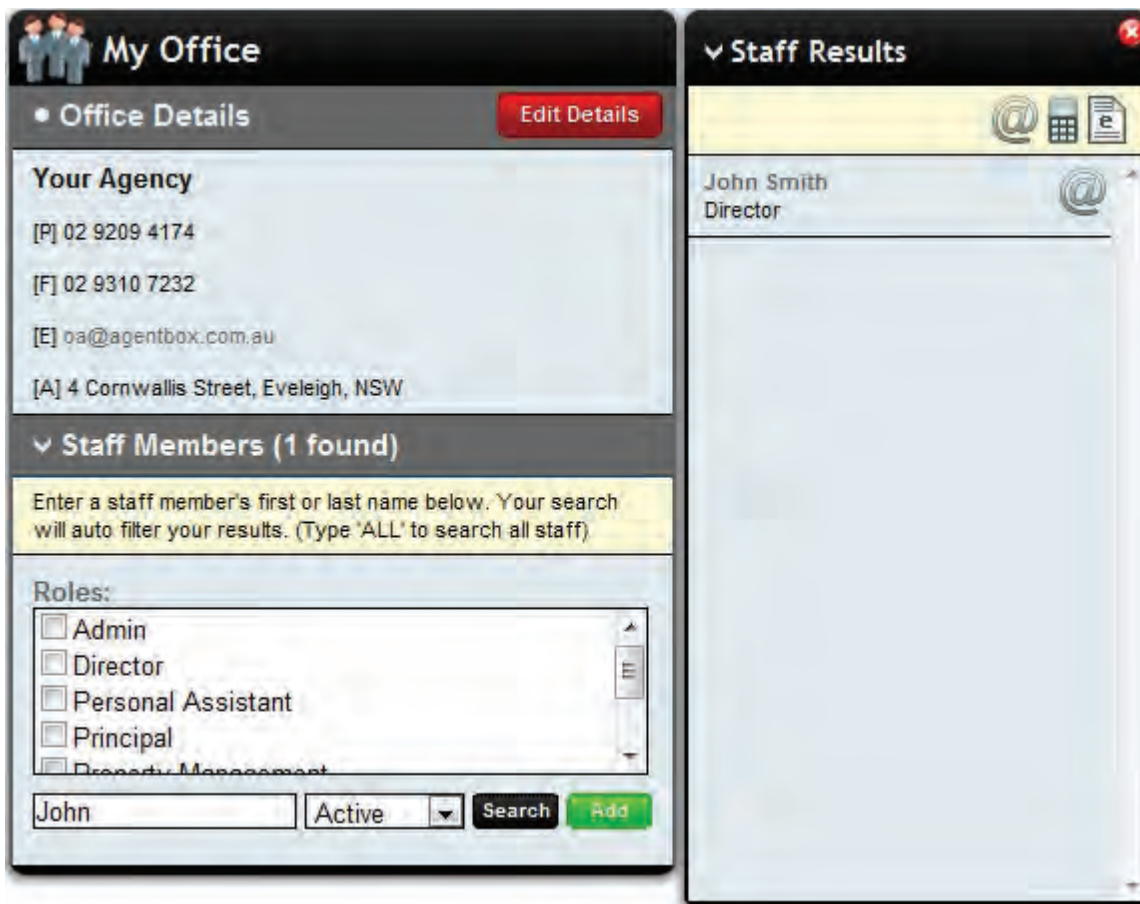 My Office
Office Details
Edit Details
Your Agency
[P] 02 9209 4174
[F] 02 9310 7232
[E] oa@agentbox.com.au
[A] 4 Cornwallis Street, Eveleigh, NSW
Staff Members (1 found)
Enter a staff member's first or last name below. Your search
will auto filter your results. (Type 'ALL' to search all staff)
Roles:
Admin
Director
Personal Assistant
Principal
Property Management
John
Active
Search
Add
Staff Results
John Smith
Director